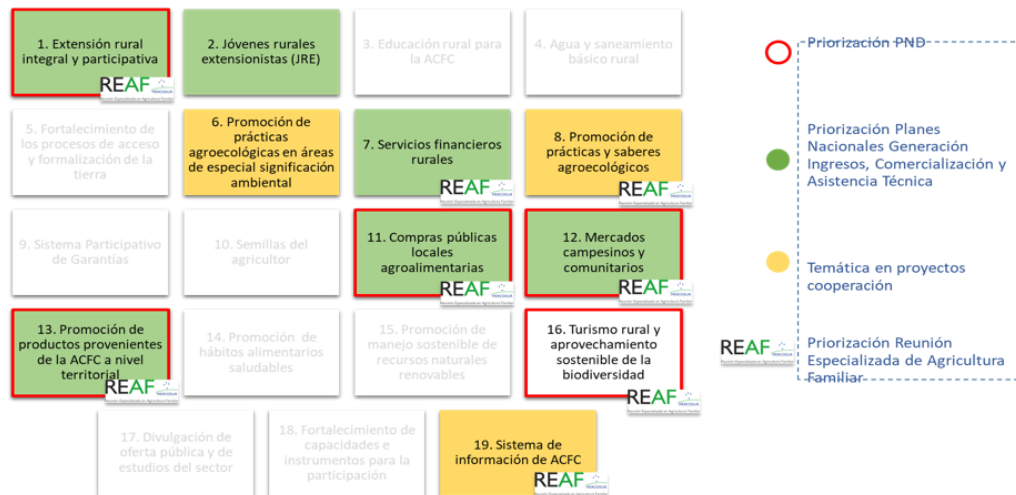 1. Extensión rural
integral y participativa
REAF
2. Jóvenes rurales
extensionistas (JRE)
3. Educación rural para
la ACFC
4. Agua y saneamiento
básico rural
5. Fortalecimiento de
los procesos de acceso
y formalización de la
tierra
6. Promoción de
prácticas
agroecológicas en áreas
de especial significación
ambiental
7. Servicios financieros
rurales
REAF
8. Promoción de
prácticas y saberes
agroecológicos
REAF
9. Sistema Participativo
de Garantías
10. Semillas del
agricultor
11. Compras públicas
locales
agroalimentarias
REAF
12. Mercados
campesinos y
comunitarios
REAF
13. Promoción de
productos provenientes
de la ACFC a nivel
territorial
REAF
14. Promoción de
hábitos alimentarios
saludables
15. Promoción de
manejo sostenible de
recursos naturales
renovables
16. Turismo rural y
aprovechamiento
sostenible de la
biodiversidad
REAF
17. Divulgación de
oferta pública y de
estudios del sector
18. Fortalecimiento de
capacidades e
instrumentos para la
participación
19. Sistema de
información de ACFC
REAF
Priorización PND
Priorización Planes
Nacionales Generación
Ingresos, Comercialización y
Asistencia Técnica
Temática en proyectos
cooperación
REAF
Priorización Reunión
Especializada de Agricultura
Familiar